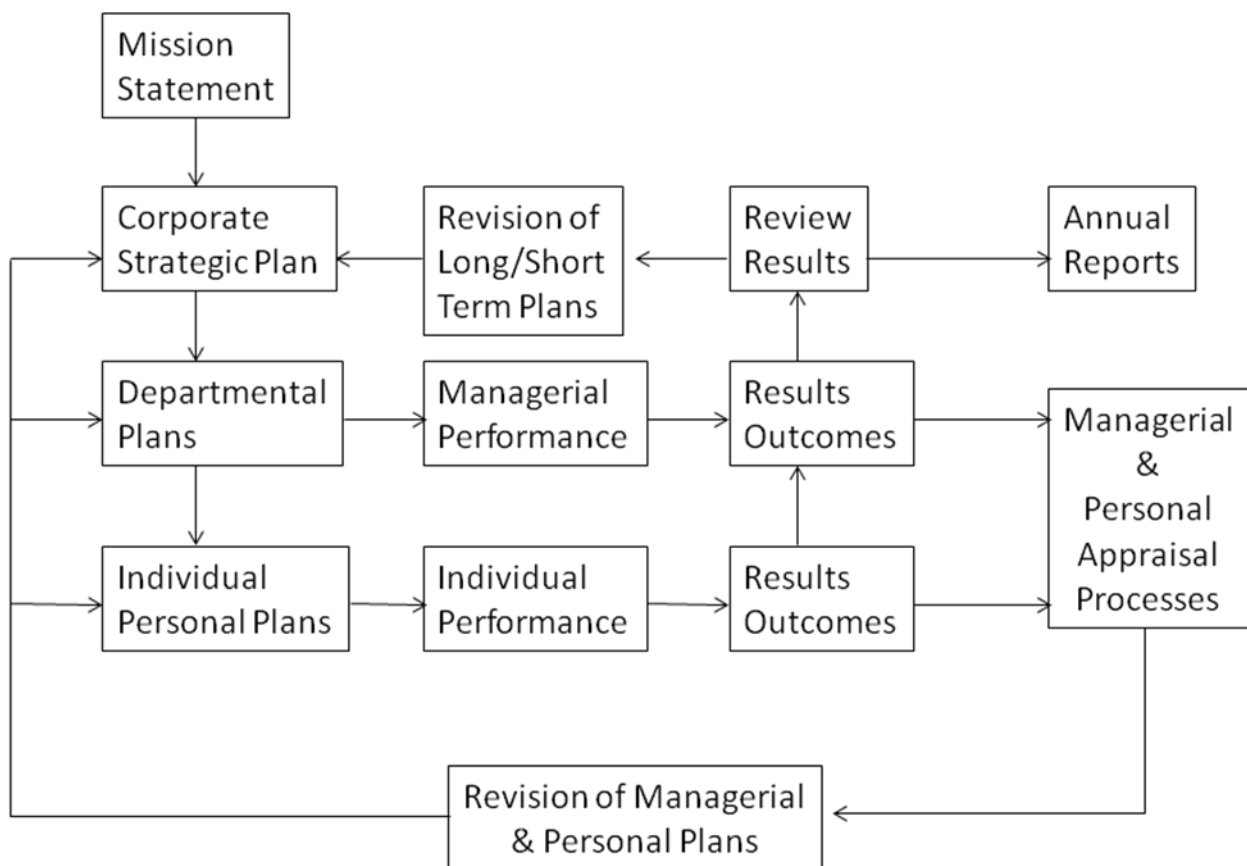 Mission
Statement
Corporate
Strategic Plan
Revision of
Long/Short
Term Plans
Review
Results
Annual
Reports
Departmental
Plans
Managerial
Performance
Results
Outcomes
Managerial
&
Personal
Appraisal
Processes
Individual
Personal Plans
Individual
Performance
Results
Outcomes
Revision of Managerial
& Personal Plans